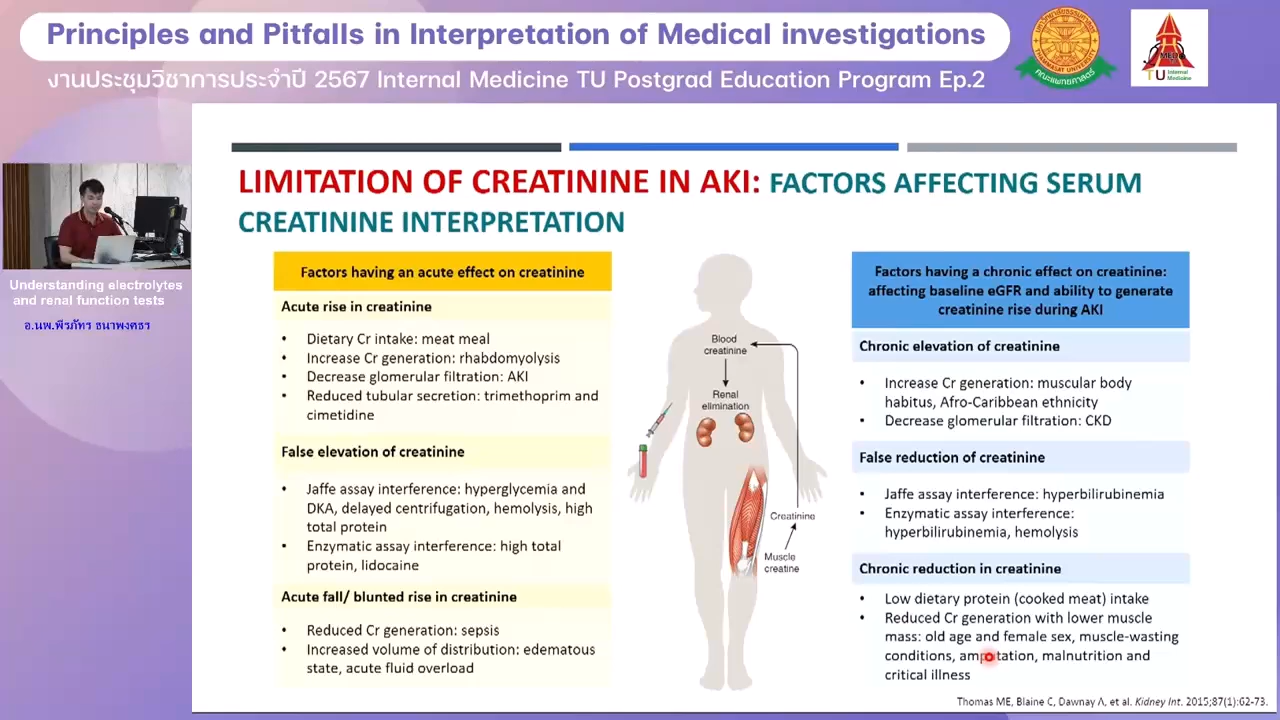 Principles and Pitfalls in Interpretation of Medical investigations
งานประชุมวิชาการประจำปี 2567 Internal Medicine TU Postgrad Education Program Ep.2
TU Internal
Medicine
Understanding electrolytes
and renal function tests
อ.นพ.พีรภัทร ธนาพงศธร
LIMITATION OF CREATININE IN AKI: FACTORS AFFECTING SERUM
CREATININE INTERPRETATION
Factors having an acute effect on creatinine
Acute rise in creatinine
• Dietary Cr intake: meat meal
• Increase Cr generation: rhabdomyolysis
• Decrease glomerular filtration: AKI
• Reduced tubular secretion: trimethoprim and
cimetidine
False elevation of creatinine
• Jaffe assay interference: hyperglycemia and
DKA, delayed centrifugation, hemolysis, high
total protein
• Enzymatic assay interference: high total
protein, lidocaine
Acute fall/ blunted rise in creatinine
• Reduced Cr generation: sepsis
• Increased volume of distribution: edematous
state, acute fluid overload
Blood
creatinine
Renal
elimination
Creatinine
Muscle
creatine
Factors having a chronic effect on creatinine:
affecting baseline eGFR and ability to generate
creatinine rise during AKI
Chronic elevation of creatinine
• Increase Cr generation: muscular body
habitus, Afro-Caribbean ethnicity
• Decrease glomerular filtration: CKD
False reduction of creatinine
• Jaffe assay interference: hyperbilirubinemia
• Enzymatic assay interference:
hyperbilirubinemia, hemolysis
Chronic reduction in creatinine
• Low dietary protein (cooked meat) intake
• Reduced Cr generation with lower muscle
mass: old age and female sex, muscle-wasting
conditions, amputation, malnutrition and
critical illness
Thomas ME, Blaine C, Dawnay A, et al. Kidney Int. 2015;87(1):62-73.